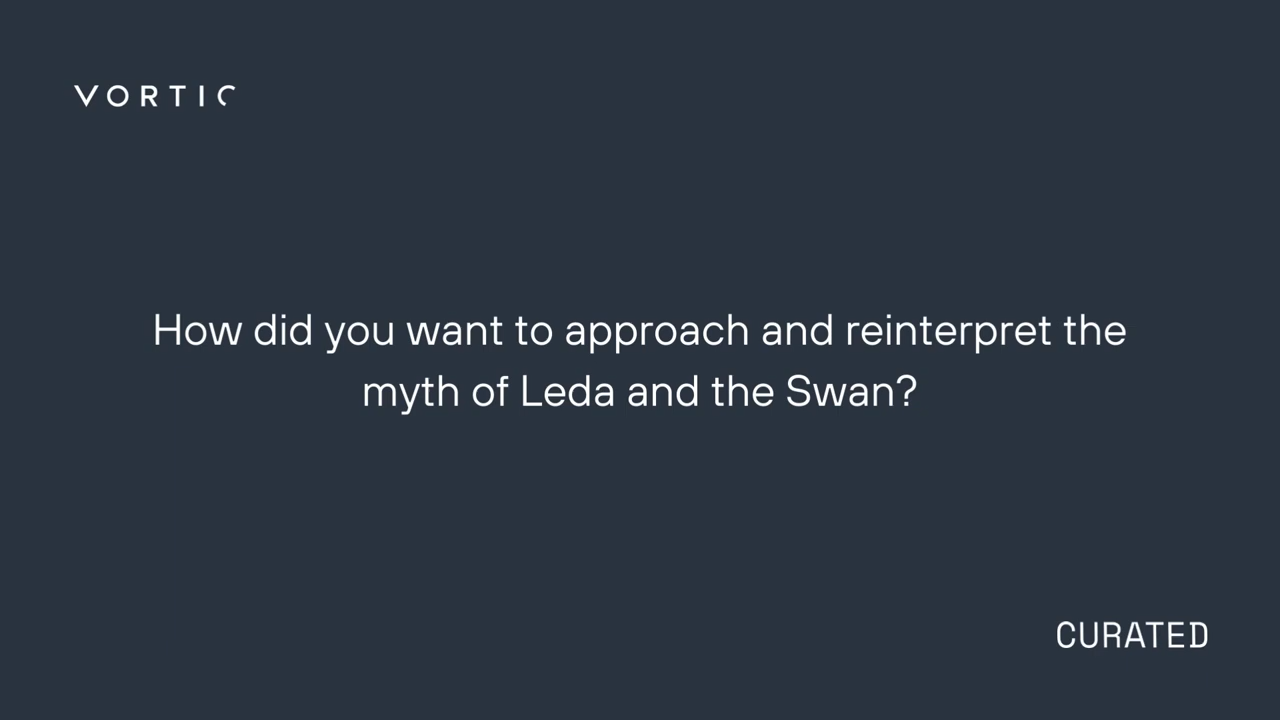 VORTIC
How did you want to approach and reinterpret the
myth of Leda and the Swan?
CURATED